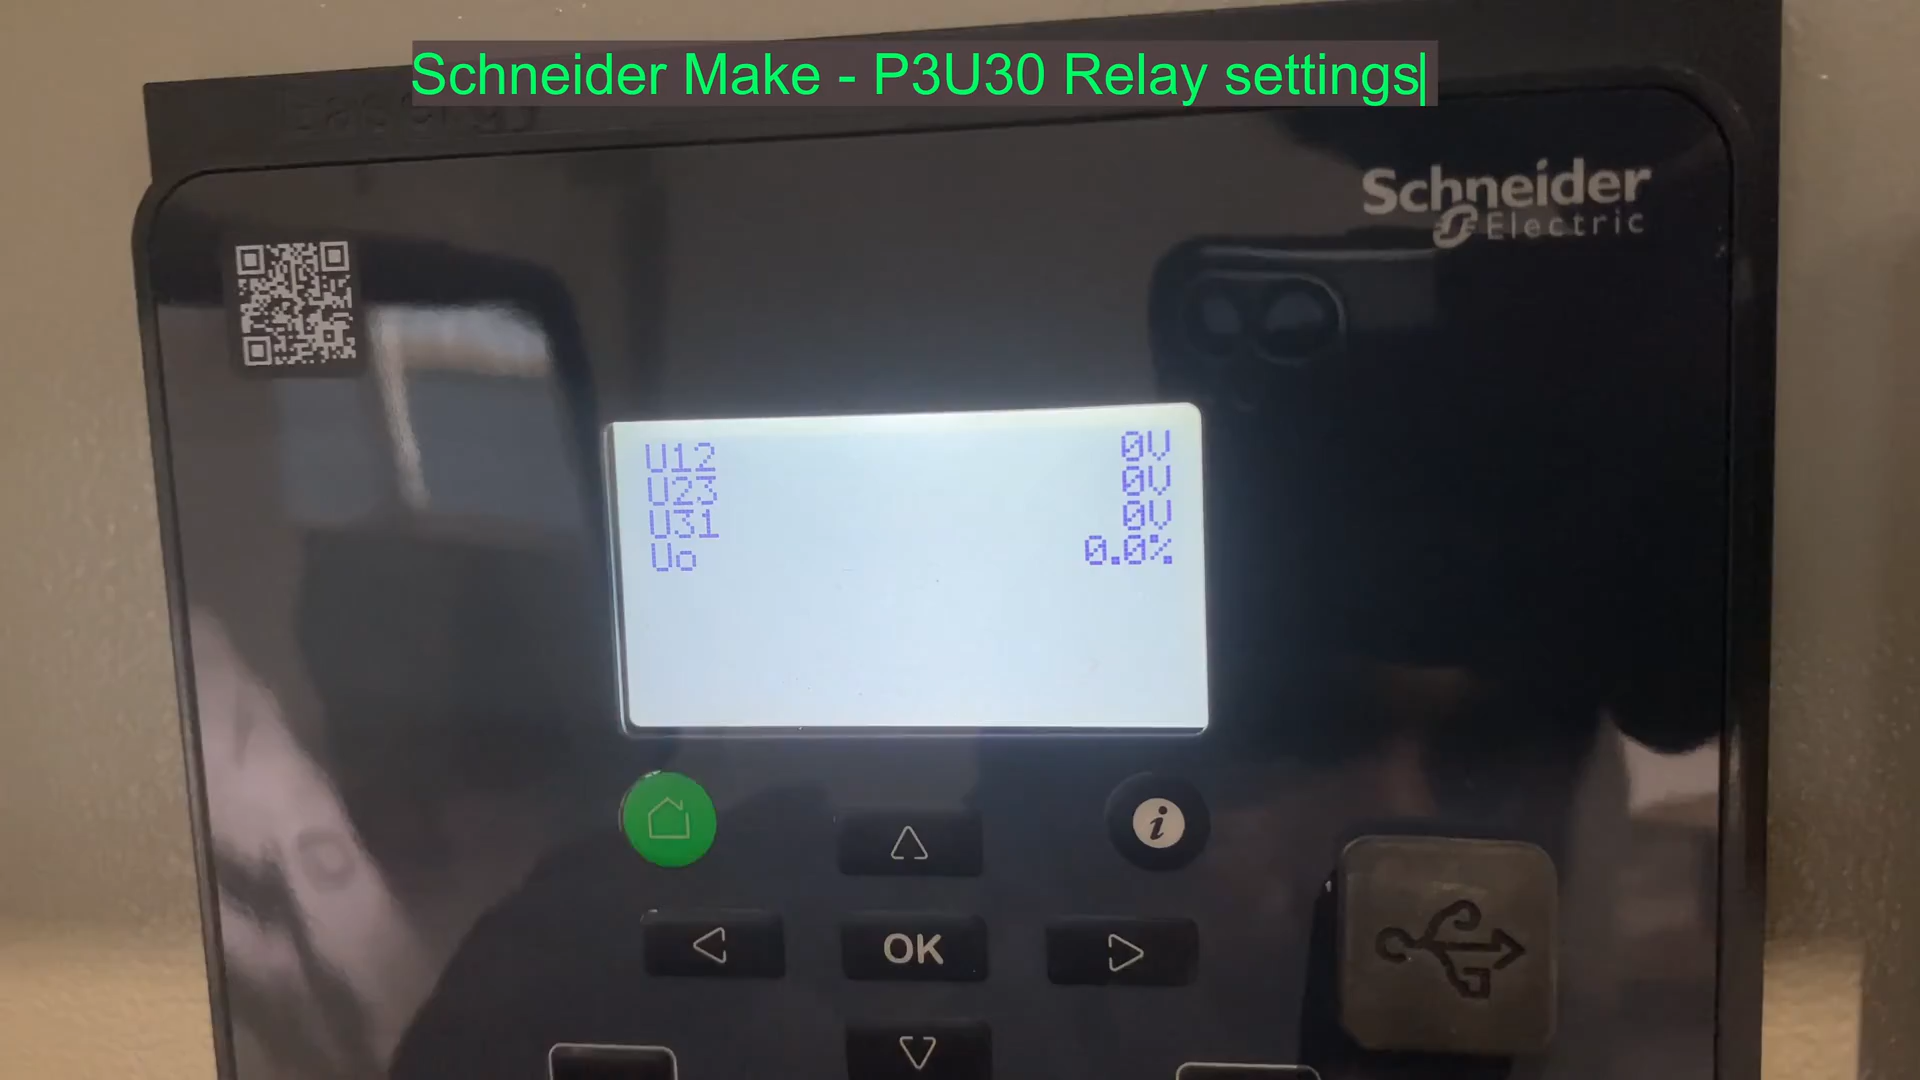 Schneider Make - P3U30 Relay settings
Schneider
Electric
U12 0V
U23 0V
U31 0V
Uo 0.0%
i
OK